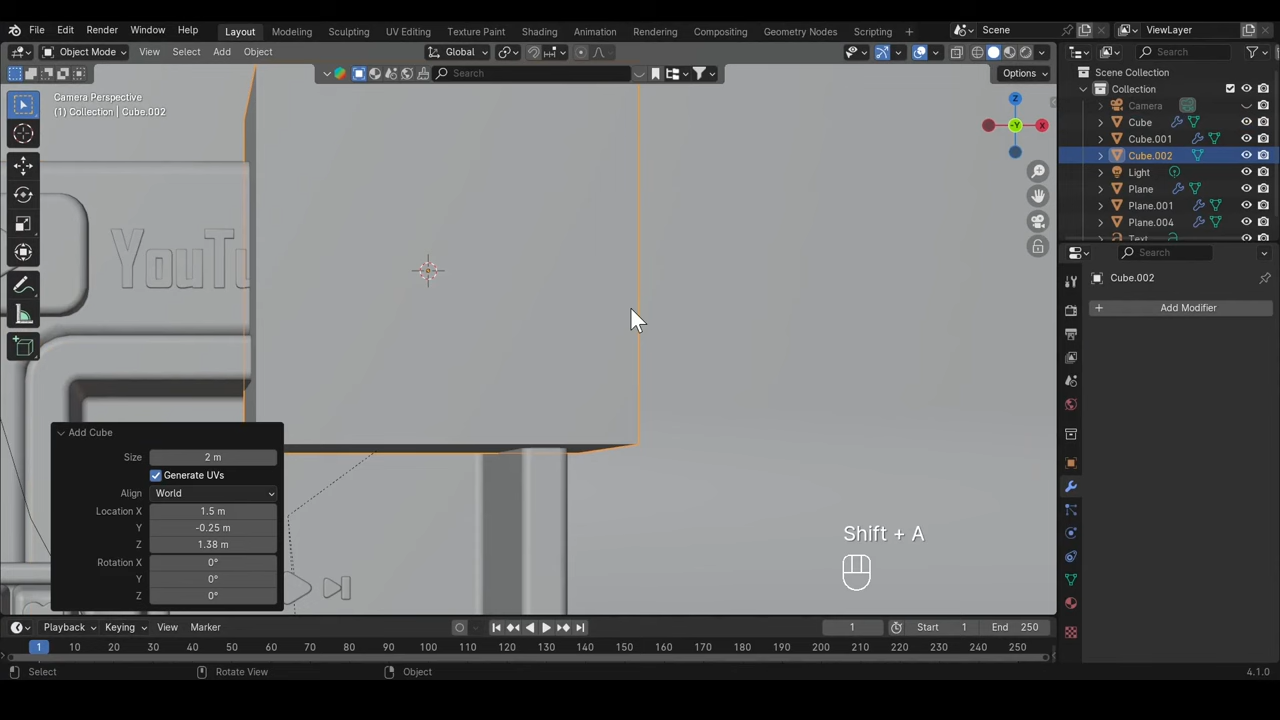 File Edit Render Window Help Layout Modeling Sculpting UV Editing Texture Paint Shading Animation Rendering Compositing Geometry Nodes Scripting Scene ViewLayer
Object Mode View Select Add Object Global Search
Search Options
Camera Perspective
(1) Collection | Cube.002
Scene Collection
Collection
Camera
Cube
Cube.001
Cube.002
Light
Plane
Plane.001
Plane.004
Text
Search
Cube.002
Add Modifier
YouTu
Z
-Y
X
Add Cube
Size 2 m
Generate UVs
Align World
Location X 1.5 m
Y -0.25 m
Z 1.38 m
Rotation X 0°
Y 0°
Z 0°
Shift + A
Playback Keying View Marker 1 Start 1 End 250
1 10 20 30 40 50 60 70 80 90 100 110 120 130 140 150 160 170 180 190 200 210 220 230 240 250
Select Rotate View Object 4.1.0